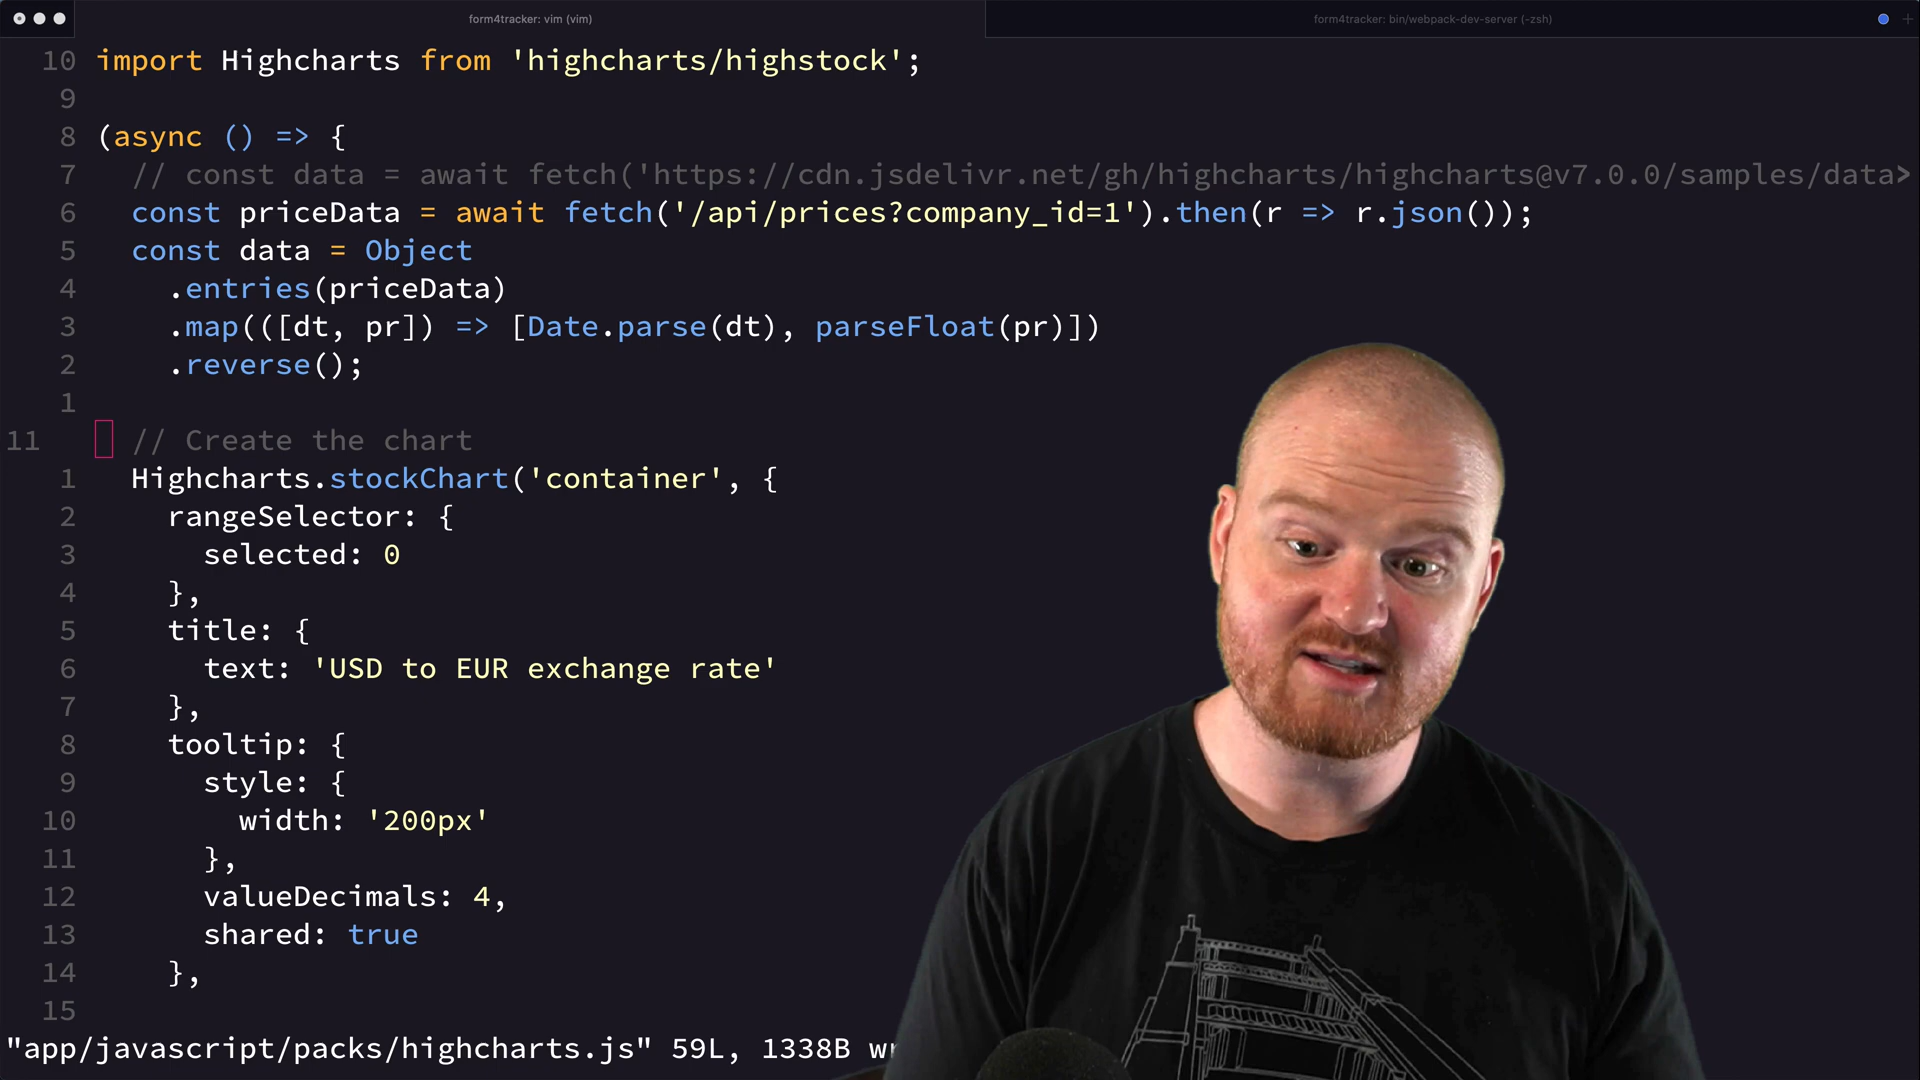 form4tracker: vim (vim)
form4tracker: bin/webpack-dev-server (-zsh)
10 import Highcharts from 'highcharts/highstock';
9
8 (async () => {
7 // const data = await fetch('https://cdn.jsdelivr.net/gh/highcharts/highcharts@v7.0.0/samples/data>
6 const priceData = await fetch('/api/prices?company_id=1').then(r => r.json());
5 const data = Object
4 .entries(priceData)
3 .map(([dt, pr]) => [Date.parse(dt), parseFloat(pr)])
2 .reverse();
1
11 // Create the chart
1 Highcharts.stockChart('container', {
2 rangeSelector: {
3 selected: 0
4 },
5 title: {
6 text: 'USD to EUR exchange rate'
7 },
8 tooltip: {
9 style: {
10 width: '200px'
11 },
12 valueDecimals: 4,
13 shared: true
14 },
15
"app/javascript/packs/highcharts.js" 59L, 1338B